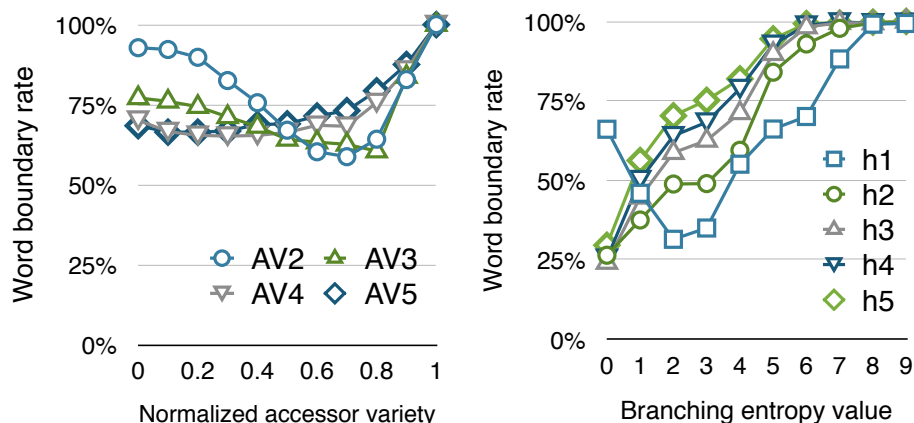 Word boundary rate
100%
75%
50%
25%
0%
AV2
AV3
AV4
AV5
0
0.2
0.4
0.6
0.8
1
Normalized accessor variety
Word boundary rate
100%
75%
50%
25%
0%
h1
h2
h3
h4
h5
0 1 2 3 4 5 6 7 8 9
Branching entropy value